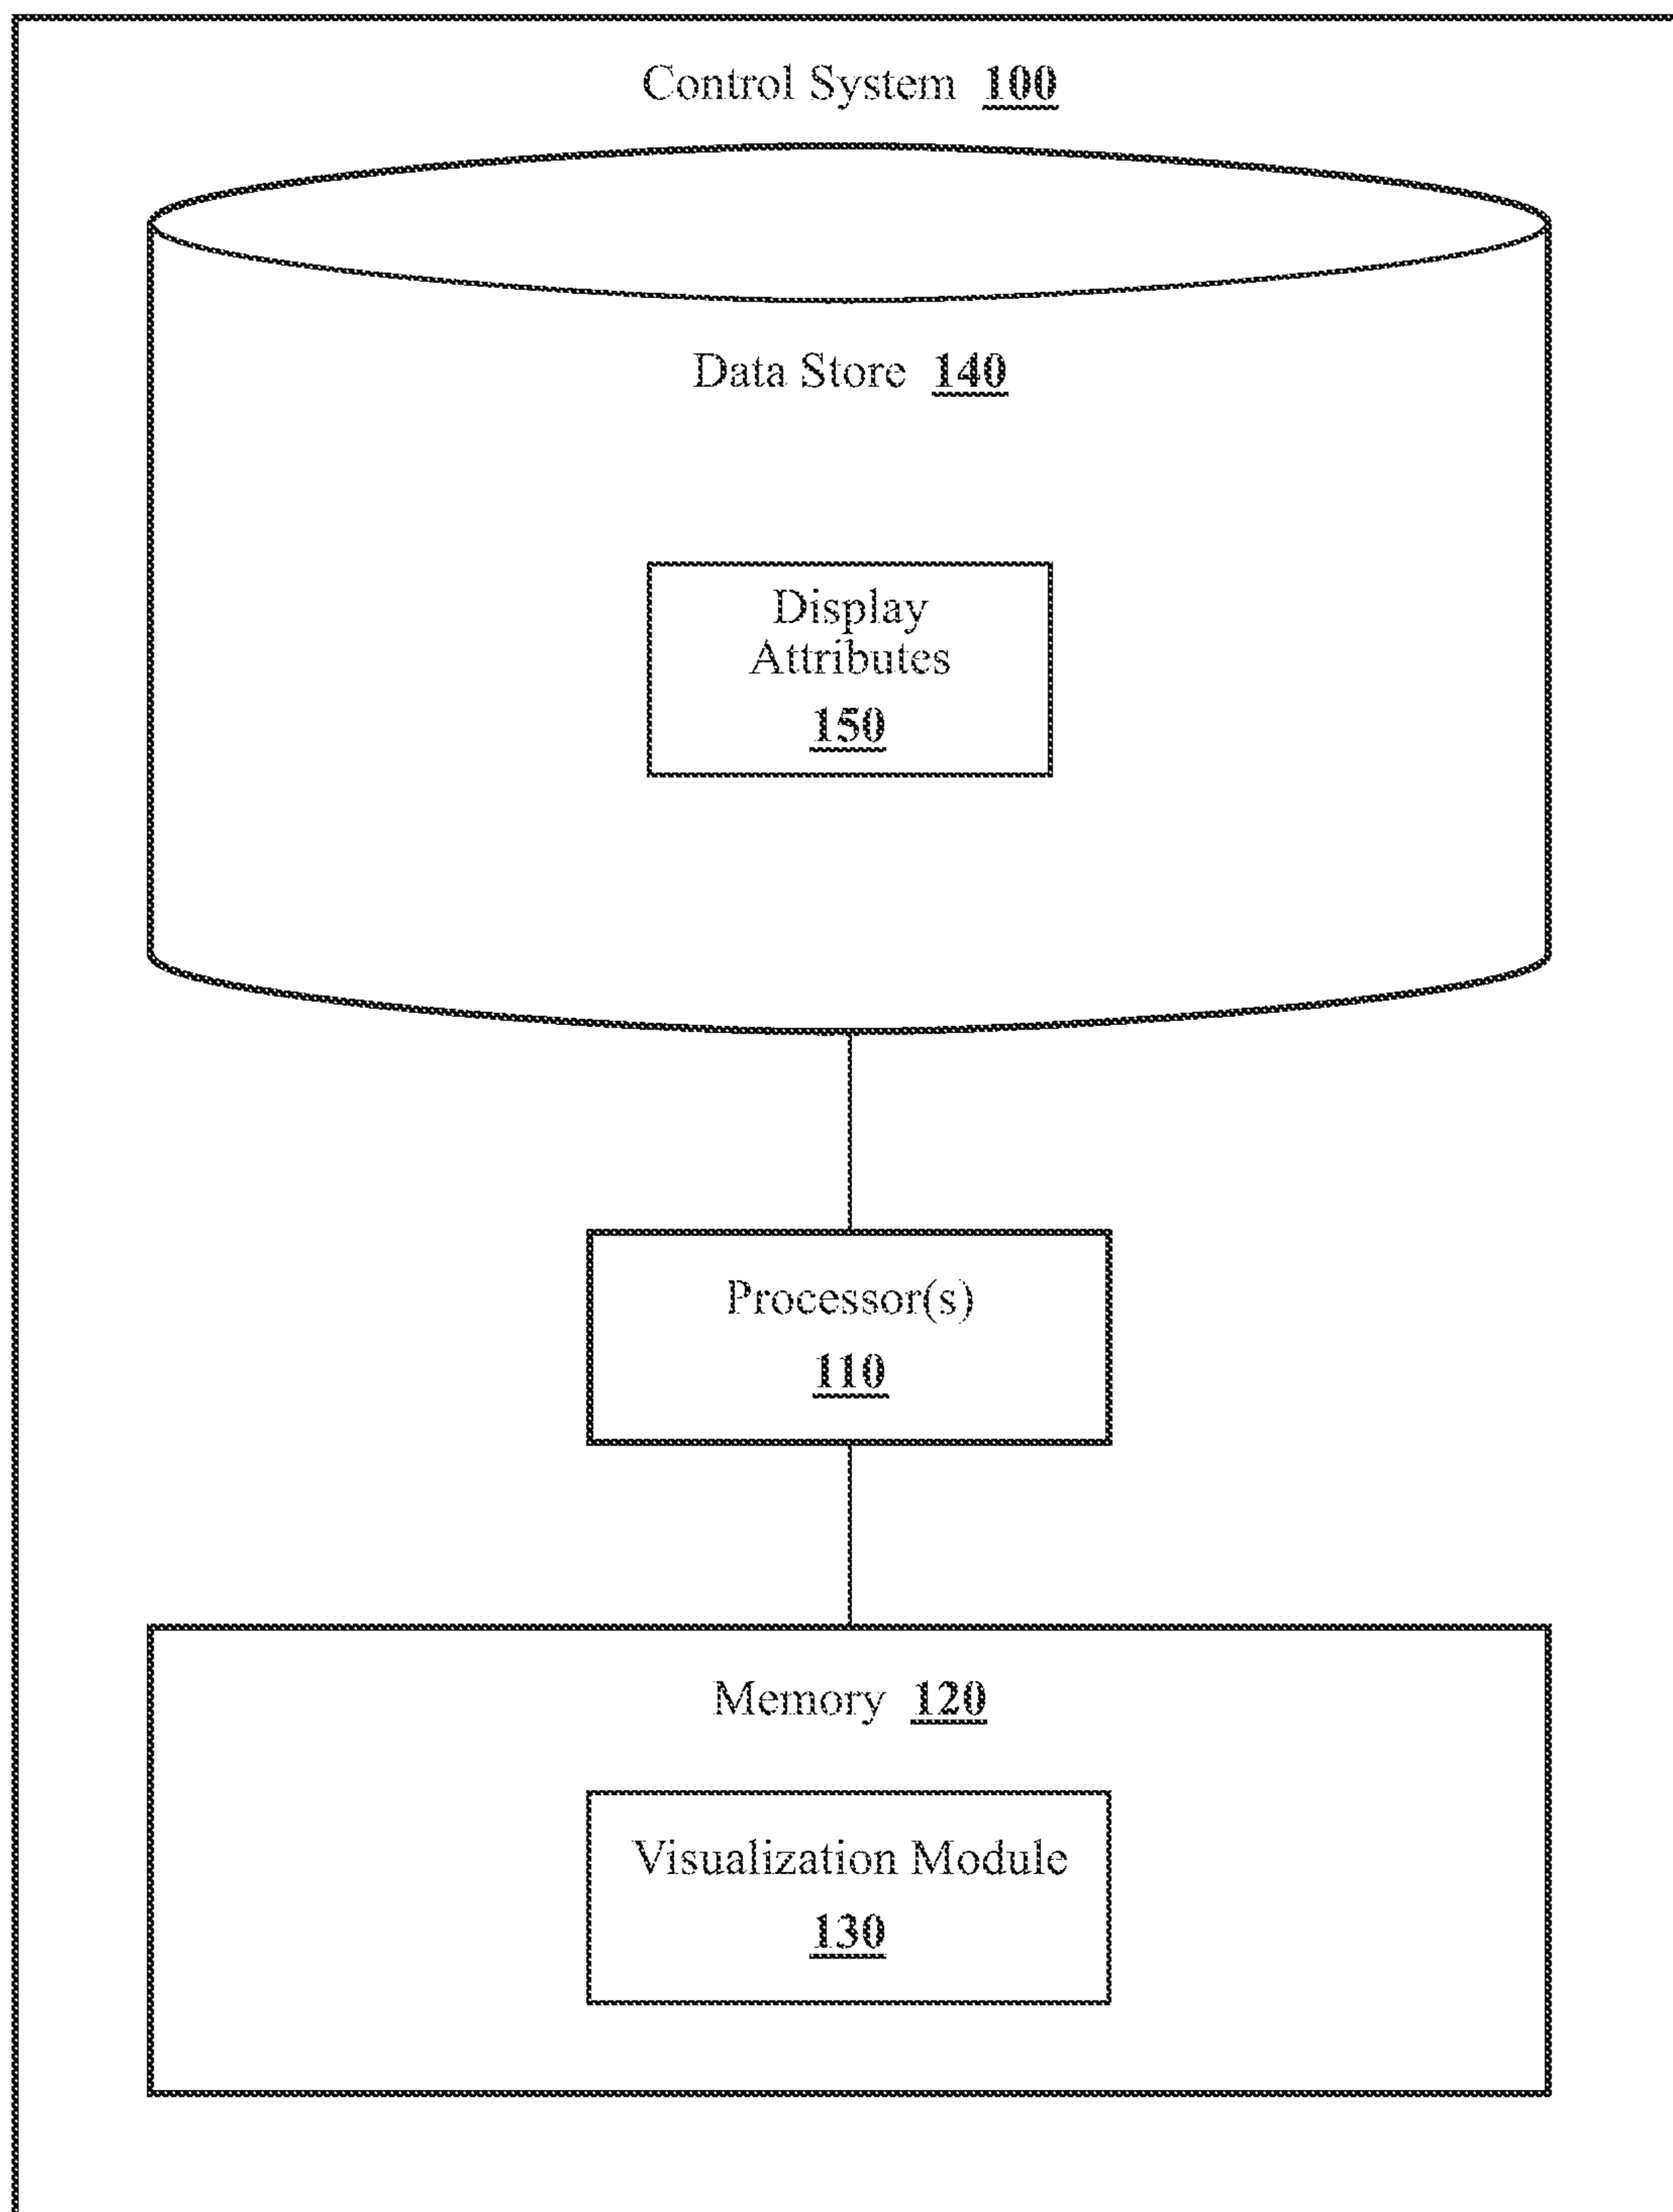 Control System 100
Data Store 140
Display
Attributes
150
Processor(s)
110
Memory 120
Visualization Module
130